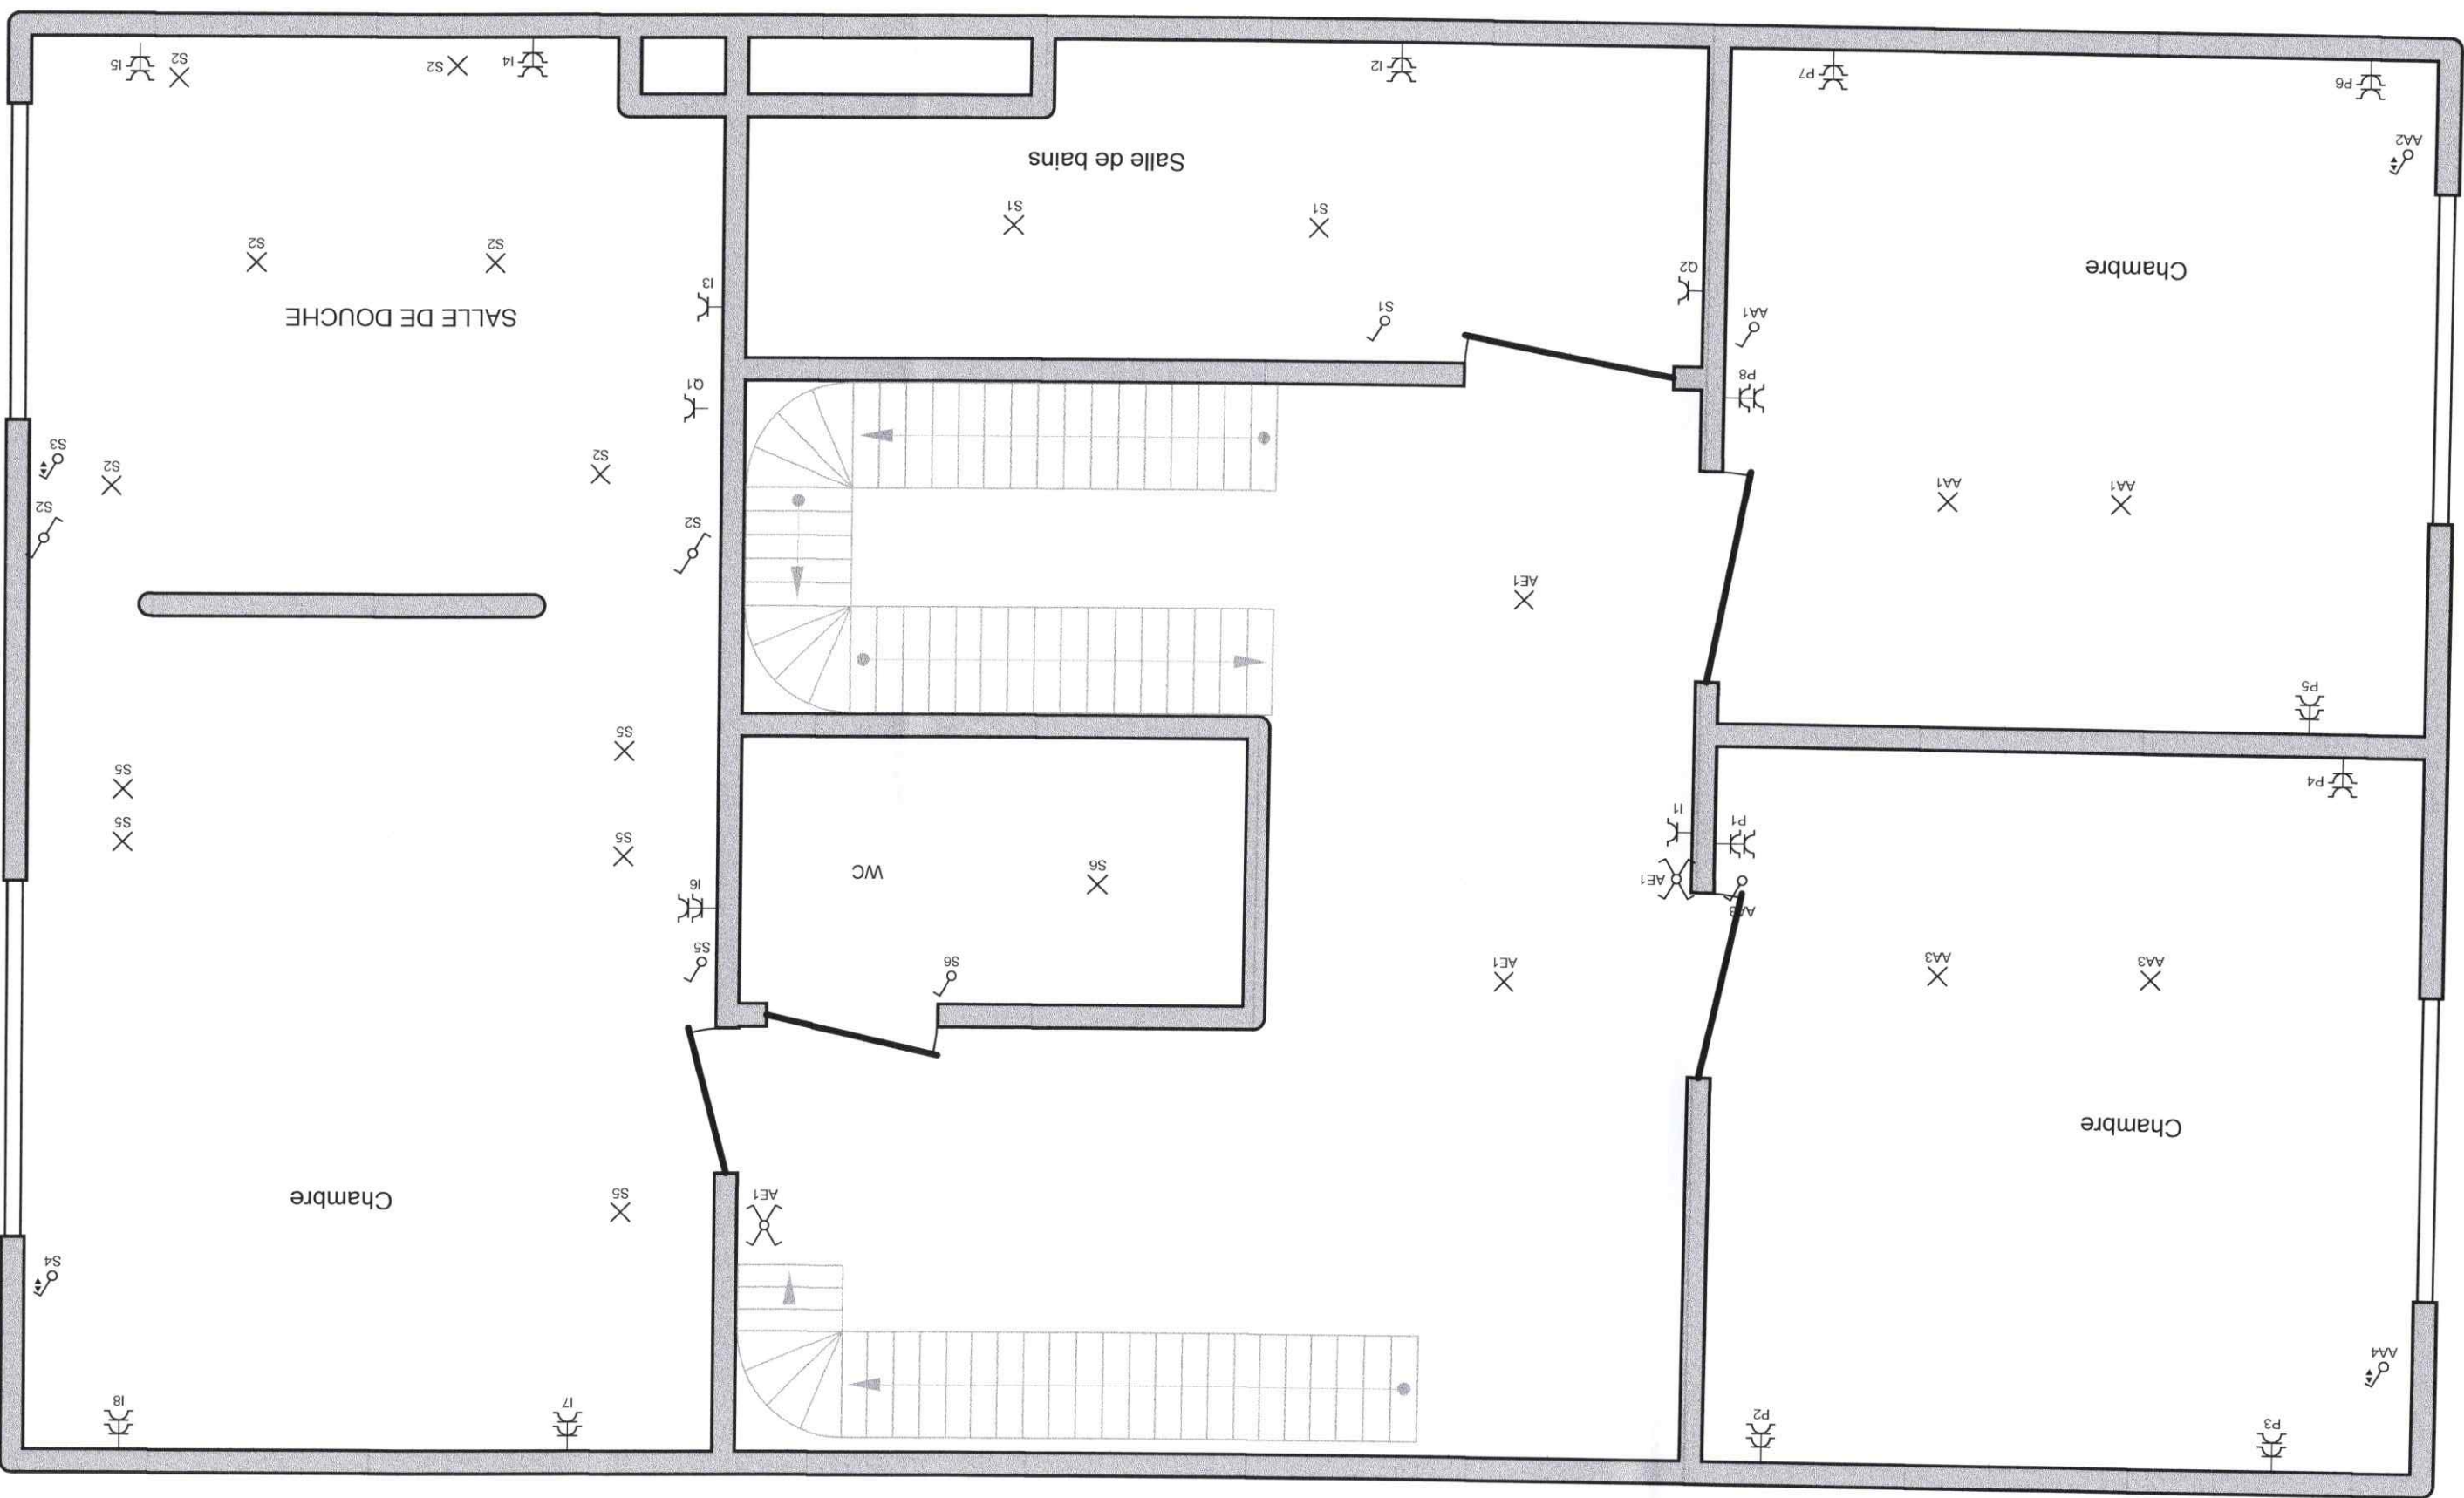 P3
P2
I7
I8
AA4
S4
AE1
S5
Chambre
Chambre
AA3
AA3
AE1
S6
S5
AA3
AE1
S6
WC
I6
S5
S5
P1
I1
P4
S5
S5
P5
AE1
S2
S2
AA1
AA1
S2
S2
S3
P8
Q1
AA1
S1
SALLE DE DOUCHE
I3
Chambre
Q2
S2
S2
S1
S1
Salle de bains
AA2
P6
P7
I2
I4
S2
S2
I5